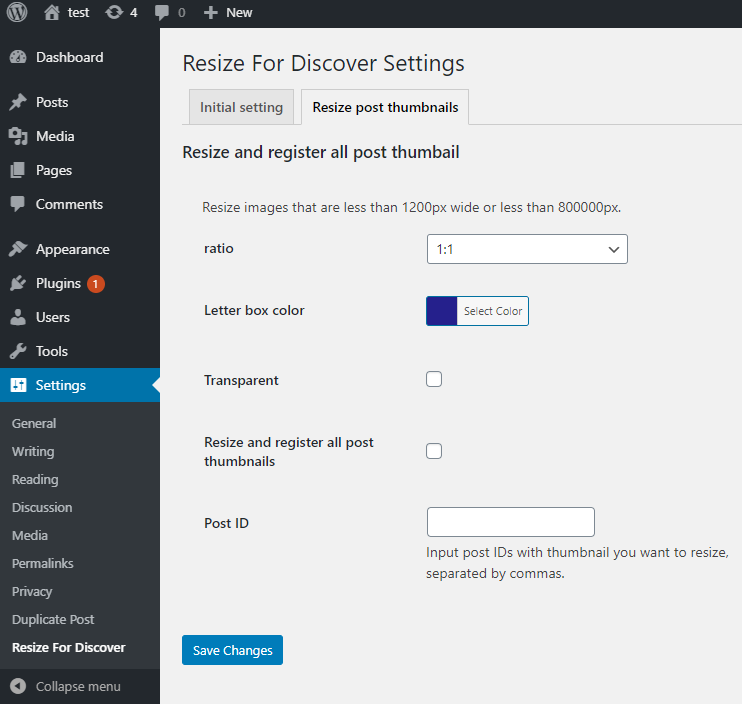 test 4 0 New
Dashboard
Posts
Media
Pages
Comments
Appearance
Plugins 1
Users
Tools
Settings
General
Writing
Reading
Discussion
Media
Permalinks
Privacy
Duplicate Post
Resize For Discover
Collapse menu
Resize For Discover Settings
Initial setting Resize post thumbnails
Resize and register all post thumbail
Resize images that are less than 1200px wide or less than 800000px.
ratio 1:1
Letter box color Select Color
Transparent
Resize and register all post
thumbnails
Post ID
Input post IDs with thumbnail you want to resize,
separated by commas.
Save Changes